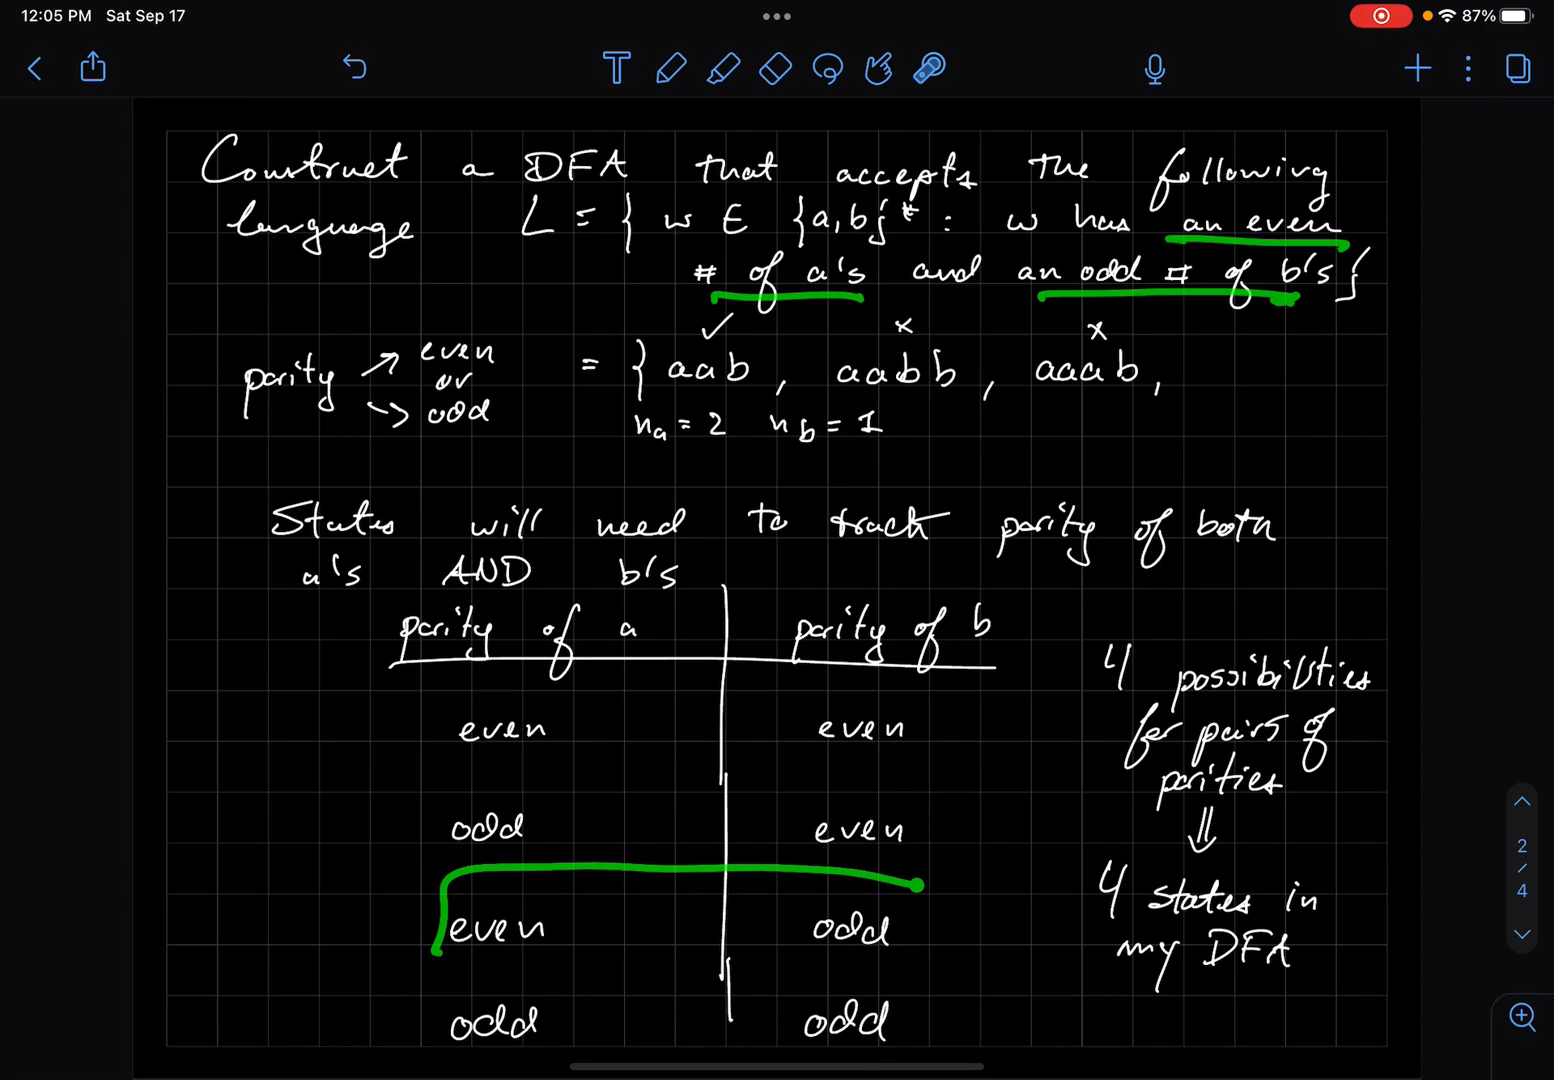 12:05 PM Sat Sep 17
87%
Construct a DFA that accepts the following
language L = { w E {a,b}* : w has an even
# of a's and an odd # of b's}
✓ x x
parity ↗ even or ↘ odd = { aab , aabb , aaab ,
na = 2 nb = 1
States will need to track parity of both
a's AND b's
parity of a parity of b
even even
odd even
even odd
odd odd
4 possibilities
for pairs of
parities
⇓
4 states in
my DFA
2
/
4